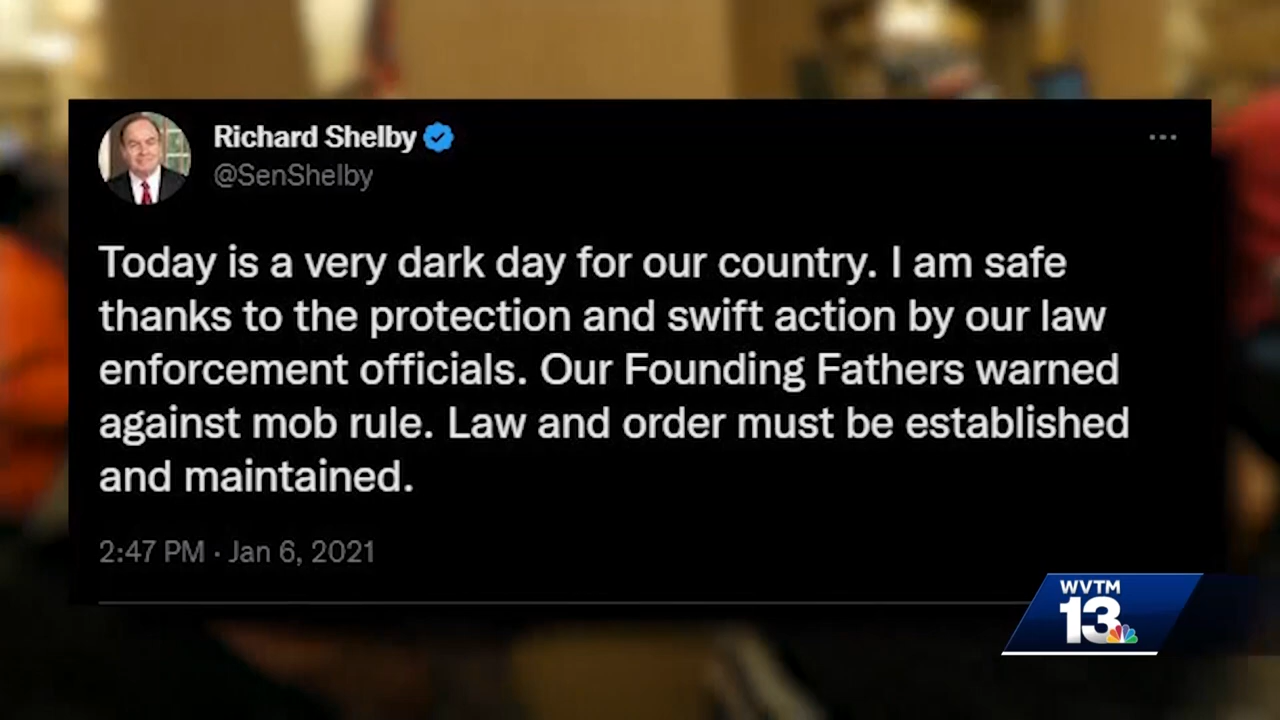 Richard Shelby
@SenShelby
Today is a very dark day for our country. I am safe
thanks to the protection and swift action by our law
enforcement officials. Our Founding Fathers warned
against mob rule. Law and order must be established
and maintained.
2:47 PM · Jan 6, 2021
WVTM
13